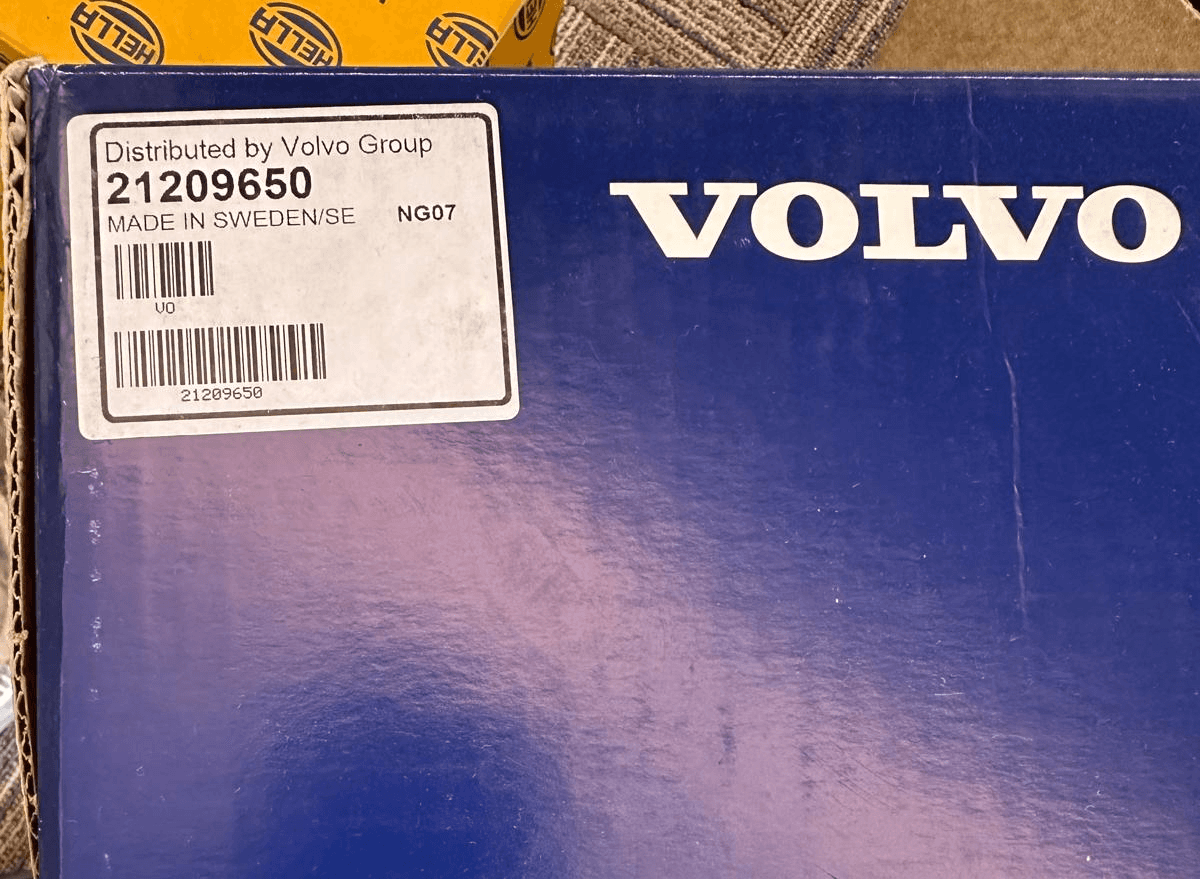 HELLA
HELLA
HELLA
Distributed by Volvo Group
21209650
MADE IN SWEDEN/SE NG07
VO
21209650
VOLVO